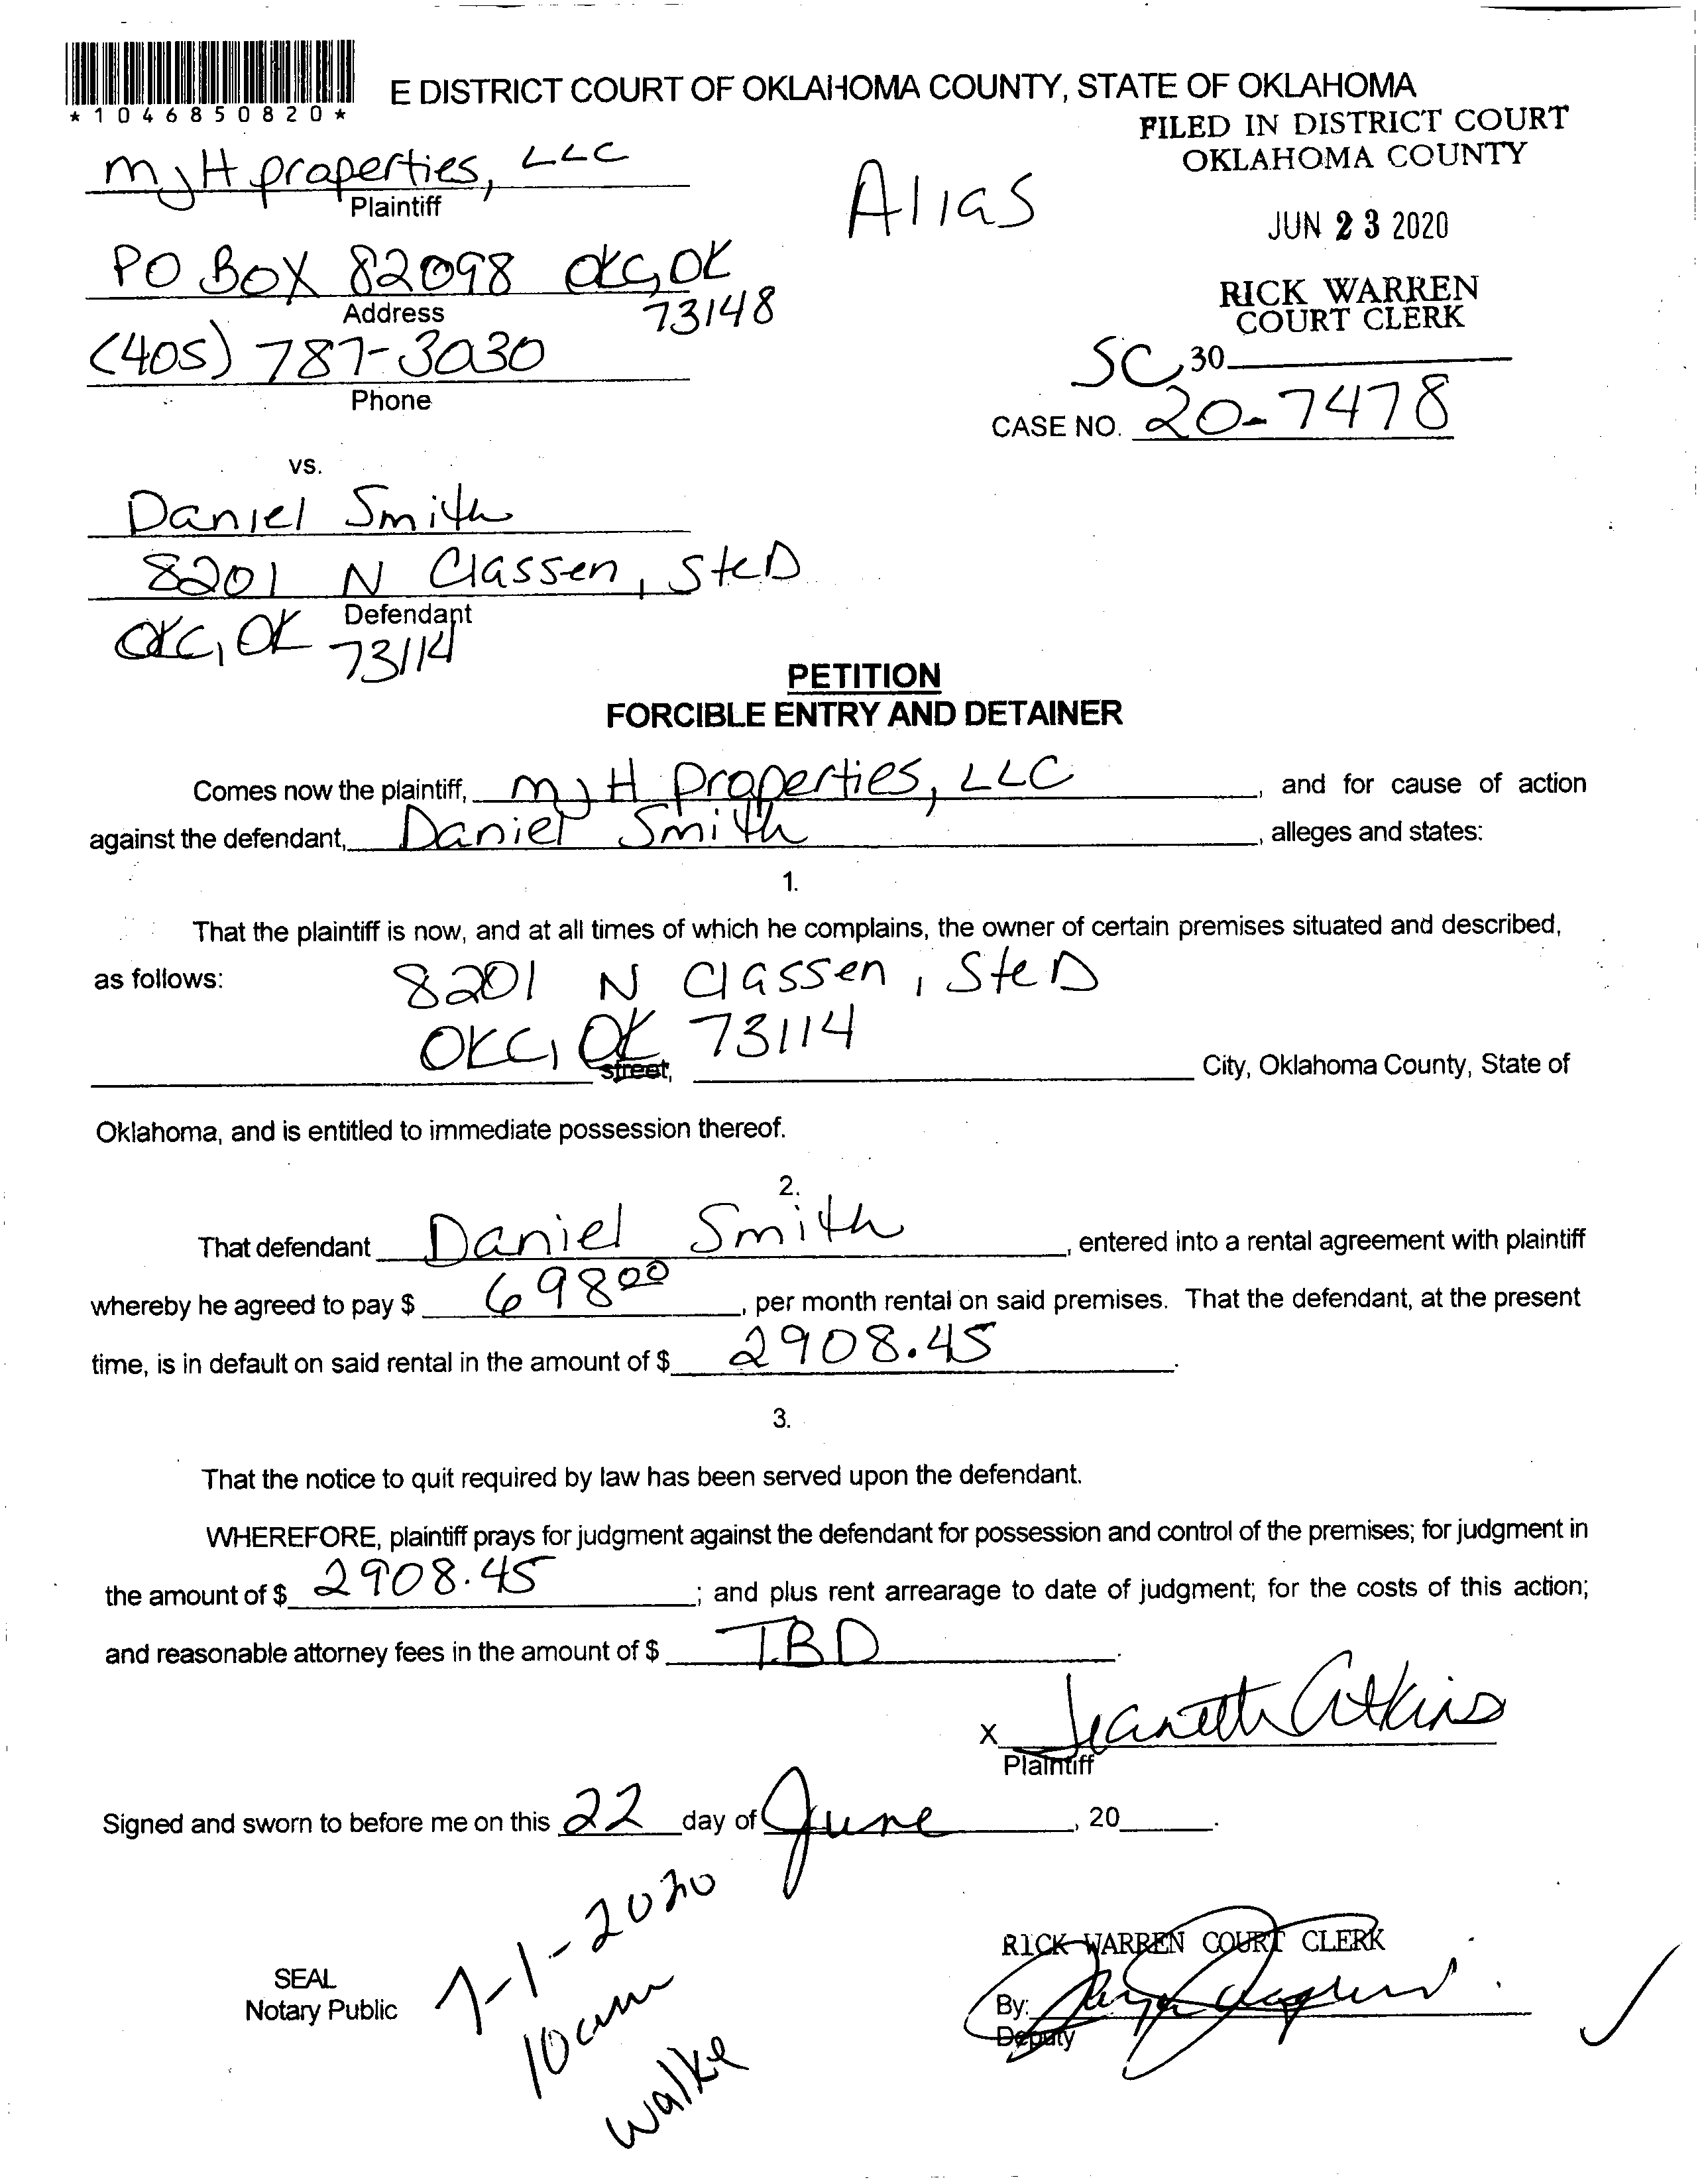 *1046850820*
E DISTRICT COURT OF OKLAHOMA COUNTY, STATE OF OKLAHOMA
FILED IN DISTRICT COURT
OKLAHOMA COUNTY
MJH properties, LLC
Plaintiff
Alias
JUN 23 2020
PO Box 82098 OKC, OK
73148
Address
RICK WARREN
COURT CLERK
(405) 787-3030
Phone
SC 30
CASE NO. 20-7478
vs.
Daniel Smith
8201 N Classen, Ste D
Defendant
OKC, OK 73114
PETITION
FORCIBLE ENTRY AND DETAINER
Comes now the plaintiff, MJH Properties, LLC, and for cause of action
against the defendant, Daniel Smith, alleges and states:
1.
That the plaintiff is now, and at all times of which he complains, the owner of certain premises situated and described,
as follows: 8201 N Classen, Ste D
OKC, OK 73114
street, City, Oklahoma County, State of
Oklahoma, and is entitled to immediate possession thereof.
2.
That defendant Daniel Smith, entered into a rental agreement with plaintiff
whereby he agreed to pay $ 698 00, per month rental on said premises. That the defendant, at the present
time, is in default on said rental in the amount of $ 2908.45.
3.
That the notice to quit required by law has been served upon the defendant.
WHEREFORE, plaintiff prays for judgment against the defendant for possession and control of the premises; for judgment in
the amount of $ 2908.45; and plus rent arrearage to date of judgment; for the costs of this action;
and reasonable attorney fees in the amount of $ TBD.
x Jeaneth Atkins
Plaintiff
Signed and sworn to before me on this 22 day of June, 20.
7-1-2020
10am
RICK WARREN COURT CLERK
SEAL
Notary Public
By:
Deputy